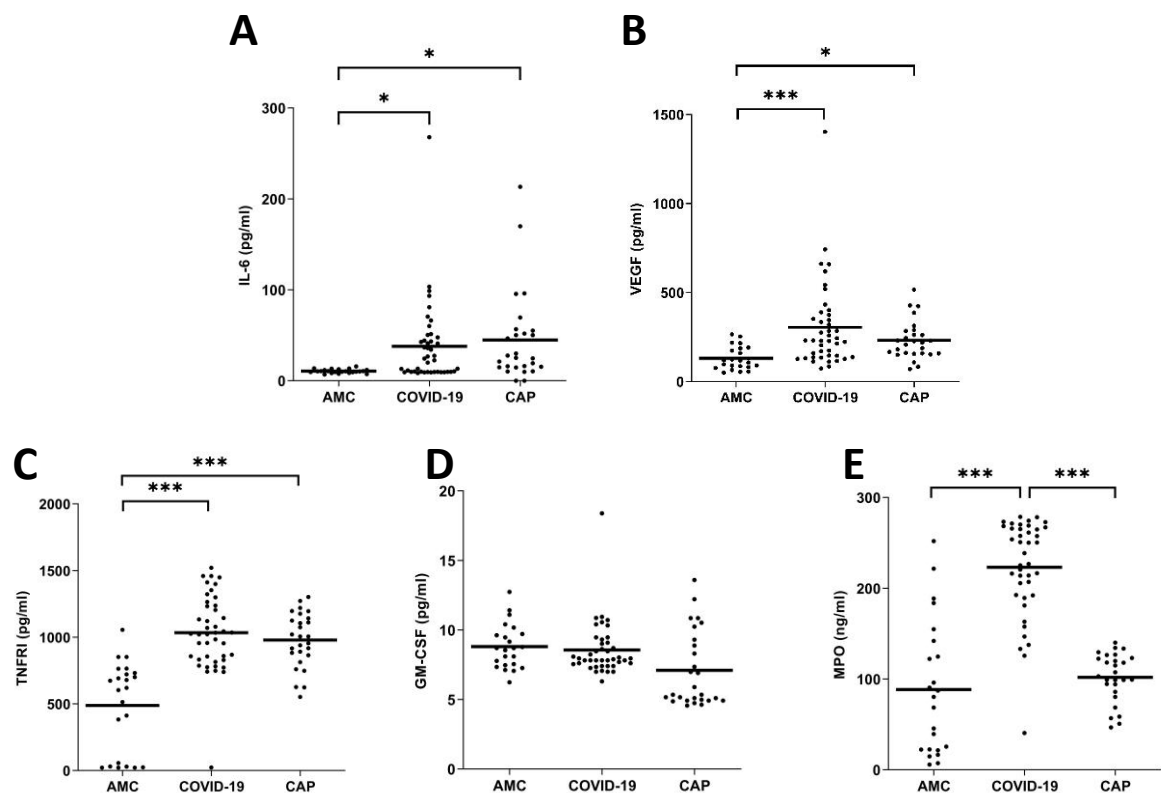 A
*
*
300
200
100
0
IL-6 (pg/ml)
AMC COVID-19 CAP
B
*
***
1500
1000
500
0
VEGF (pg/ml)
AMC COVID-19 CAP
C
***
***
2000
1500
1000
500
0
TNFRI (pg/ml)
AMC COVID-19 CAP
D
20
15
10
5
0
GM-CSF (pg/ml)
AMC COVID-19 CAP
E
*** ***
300
200
100
0
MPO (ng/ml)
AMC COVID-19 CAP